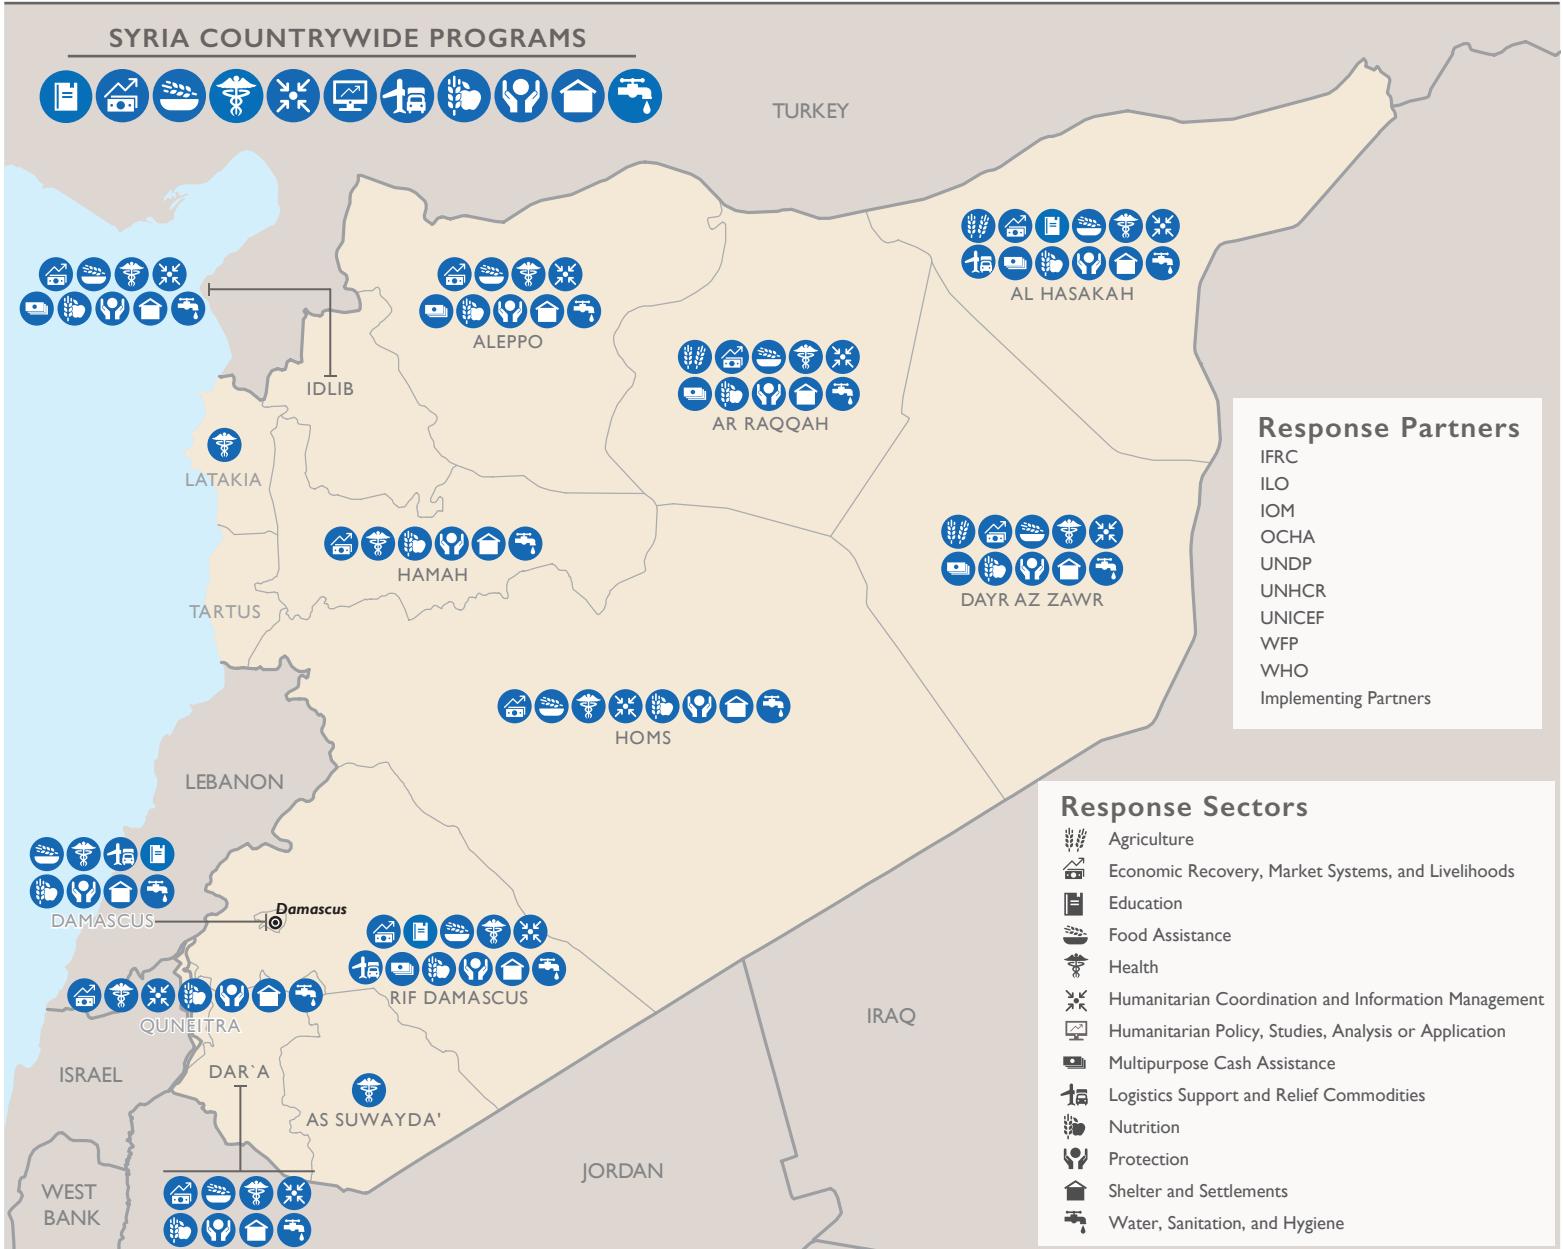 SYRIA COUNTRYWIDE PROGRAMS
TURKEY
AL HASAKAH
ALEPPO
IDLIB
AR RAQQAH
LATAKIA
HAMAH
DAYR AZ ZAWR
TARTUS
HOMS
LEBANON
DAMASCUS
Damascus
RIF DAMASCUS
QUNEITRA
IRAQ
ISRAEL
DAR`A
AS SUWAYDA'
JORDAN
WEST
BANK
Response Partners
IFRC
ILO
IOM
OCHA
UNDP
UNHCR
UNICEF
WFP
WHO
Implementing Partners
Response Sectors
Agriculture
Economic Recovery, Market Systems, and Livelihoods
Education
Food Assistance
Health
Humanitarian Coordination and Information Management
Humanitarian Policy, Studies, Analysis or Application
Multipurpose Cash Assistance
Logistics Support and Relief Commodities
Nutrition
Protection
Shelter and Settlements
Water, Sanitation, and Hygiene